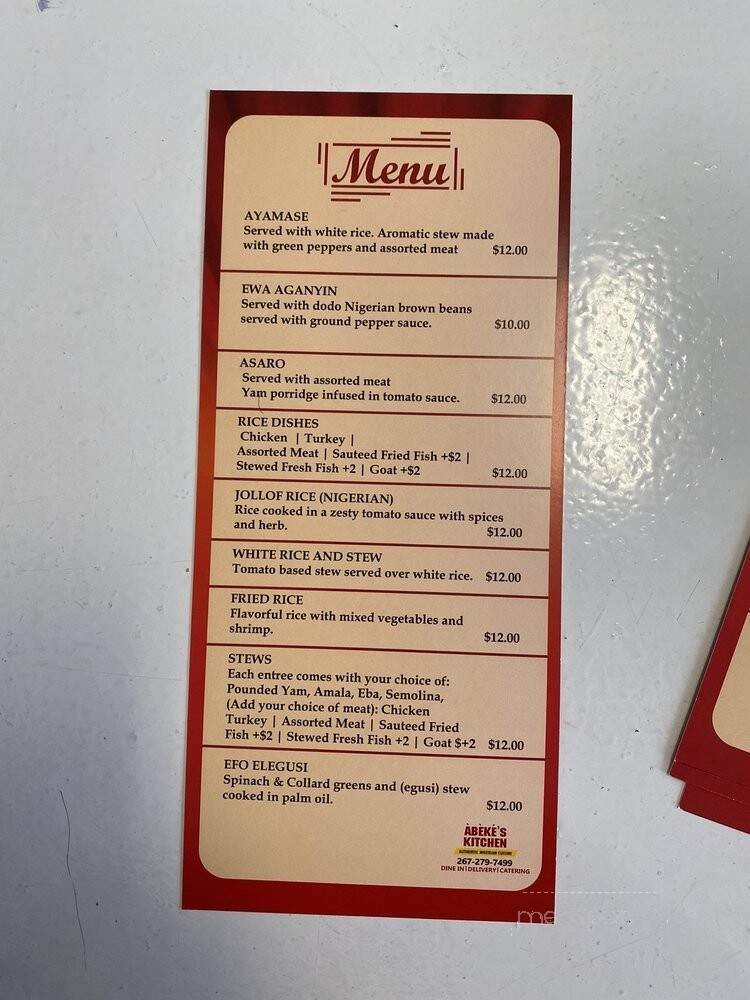 Menu
AYAMASE
Served with white rice. Aromatic stew made
with green peppers and assorted meat $12.00
EWA AGANYIN
Served with dodo Nigerian brown beans
served with ground pepper sauce. $10.00
ASARO
Served with assorted meat
Yam porridge infused in tomato sauce. $12.00
RICE DISHES
Chicken | Turkey |
Assorted Meat | Sauteed Fried Fish +$2 |
Stewed Fresh Fish +2 | Goat +$2 $12.00
JOLLOF RICE (NIGERIAN)
Rice cooked in a zesty tomato sauce with spices
and herb. $12.00
WHITE RICE AND STEW
Tomato based stew served over white rice. $12.00
FRIED RICE
Flavorful rice with mixed vegetables and
shrimp. $12.00
STEWS
Each entree comes with your choice of:
Pounded Yam, Amala, Eba, Semolina,
(Add your choice of meat): Chicken
Turkey | Assorted Meat | Sauteed Fried
Fish +$2 | Stewed Fresh Fish +2 | Goat $+2 $12.00
EFO ELEGUSI
Spinach & Collard greens and (egusi) stew
cooked in palm oil. $12.00
ÀBÈKÉ'S
KITCHEN
AUTHENTIC NIGERIAN CUISINE
267-279-7499
DINE IN|DELIVERY|CATERING